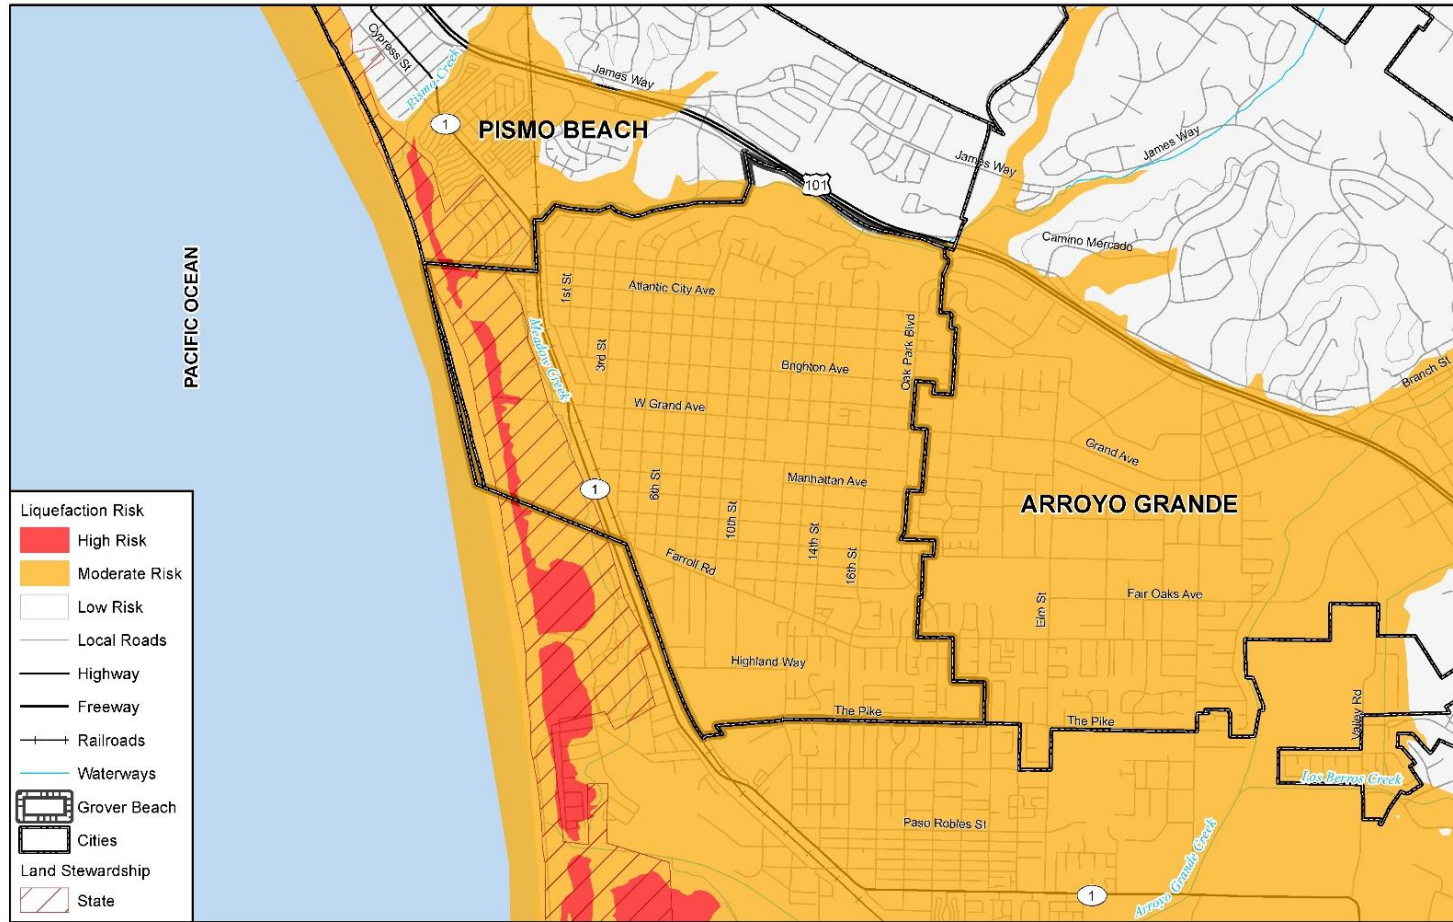 Cypress St
Pismo Creek
James Way
1
PISMO BEACH
James Way
James Way
101
Camino Mercado
PACIFIC OCEAN
1st St
Atlantic City Ave
Meadow Creek
3rd St
Brighton Ave
Oak Park Blvd
Branch St
W Grand Ave
Grand Ave
6th St
Manhattan Ave
1
10th St
14th St
16th St
ARROYO GRANDE
Farroll Rd
Elm St
Fair Oaks Ave
Highland Way
The Pike
The Pike
Valley Rd
Los Berros Creek
Paso Robles St
Arroyo Grande Creek
1
Liquefaction Risk
High Risk
Moderate Risk
Low Risk
Local Roads
Highway
Freeway
Railroads
Waterways
Grover Beach
Cities
Land Stewardship
State